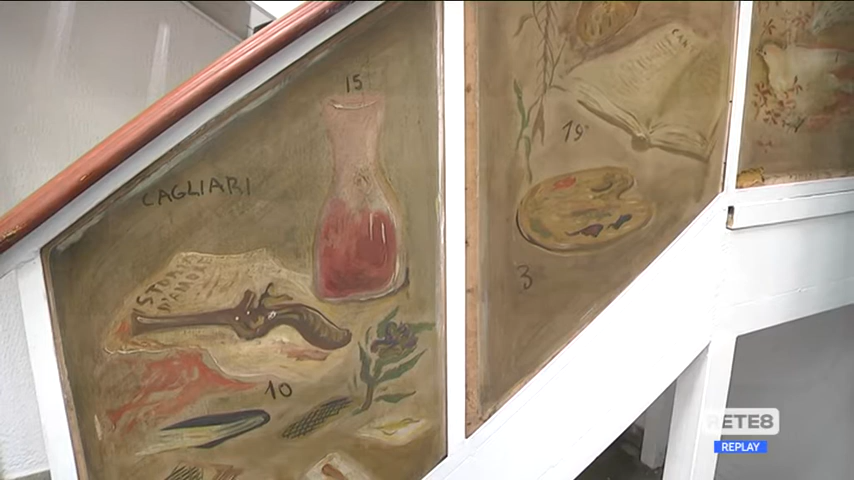 15
CAGLIARI
STORIA
D'AMORE
10
19
3
RETE8
REPLAY